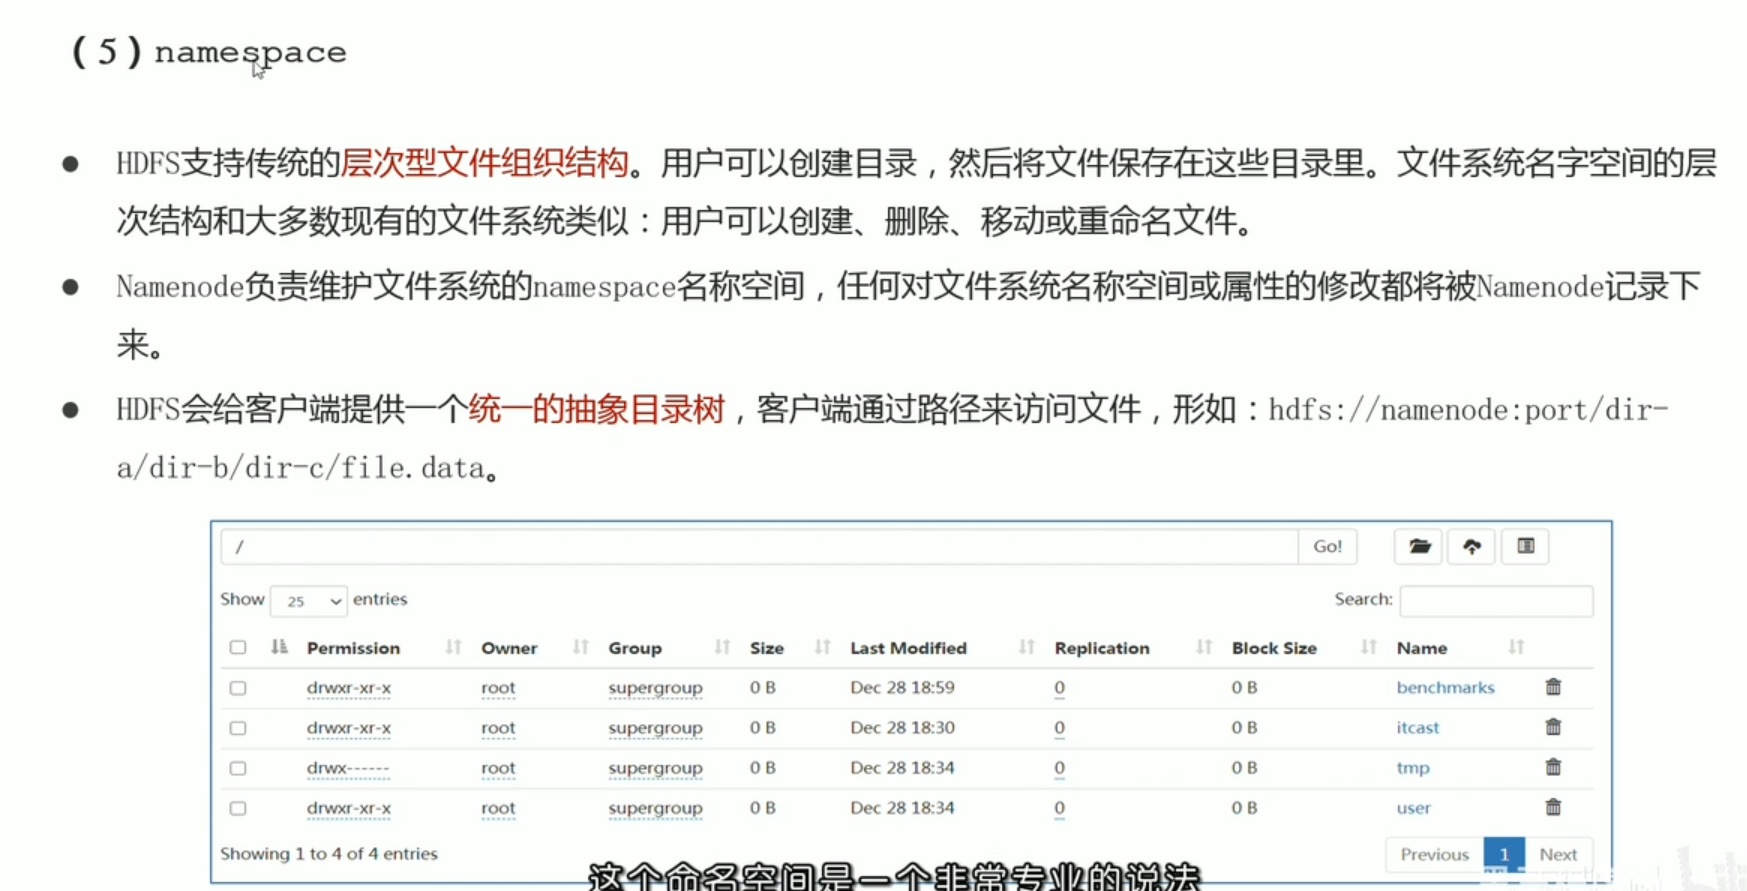 (5)namespace
● HDFS支持传统的层次型文件组织结构。用户可以创建目录，然后将文件保存在这些目录里。文件系统名字空间的层
次结构和大多数现有的文件系统类似：用户可以创建、删除、移动或重命名文件。
● Namenode负责维护文件系统的namespace名称空间，任何对文件系统名称空间或属性的修改都将被Namenode记录下
来。
● HDFS会给客户端提供一个统一的抽象目录树，客户端通过路径来访问文件，形如：hdfs://namenode:port/dir-
a/dir-b/dir-c/file.data。
/ Go!
Show 25 entries Search:
Permission Owner Group Size Last Modified Replication Block Size Name
drwxr-xr-x root supergroup 0 B Dec 28 18:59 0 0 B benchmarks
drwxr-xr-x root supergroup 0 B Dec 28 18:30 0 0 B itcast
drwx------ root supergroup 0 B Dec 28 18:34 0 0 B tmp
drwxr-xr-x root supergroup 0 B Dec 28 18:34 0 0 B user
Showing 1 to 4 of 4 entries Previous 1 Next
这个命名空间是一个非常专业的说法